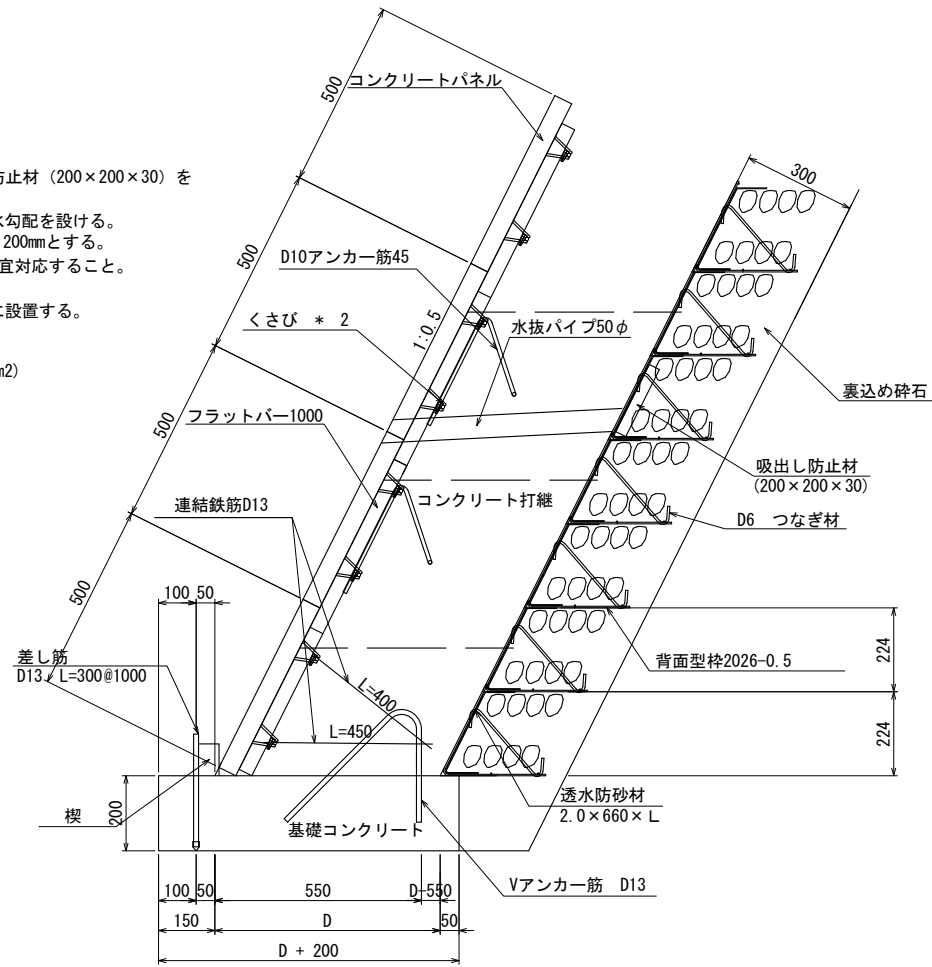 方止材（200×200×30）を
勾配を設ける。
200mmとする。
宜対応すること。
に設置する。
500
コンクリートパネル
300
500
D10アンカー筋45
くさび ＊ 2
1:0.5
水抜パイプ50φ
裏込め砕石
500
フラットバー1000
吸出し防止材
(200×200×30)
コンクリート打継
連結鉄筋D13
D6 つなぎ材
500
100
50
差し筋
D13 L=300@1000
背面型枠2026-0.5
224
L=400
L=450
224
200
楔
基礎コンクリート
透水防砂材
2.0×660×L
Vアンカー筋 D13
100
50
550
D-550
150
D
50
D + 200